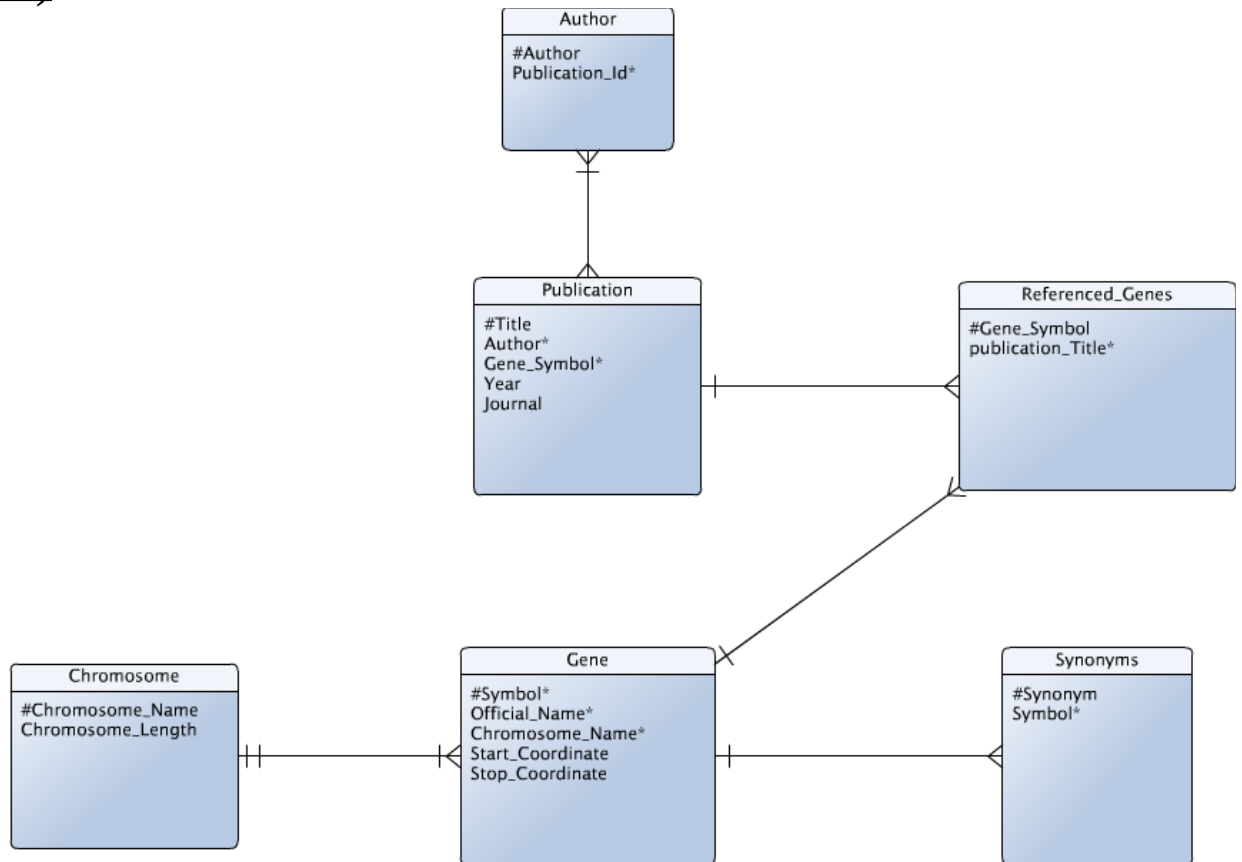 Author
#Author
Publication_Id*
Publication
#Title
Author*
Gene_Symbol*
Year
Journal
Referenced_Genes
#Gene_Symbol
publication_Title*
Chromosome
#Chromosome_Name
Chromosome_Length
Gene
#Symbol*
Official_Name*
Chromosome_Name*
Start_Coordinate
Stop_Coordinate
Synonyms
#Synonym
Symbol*